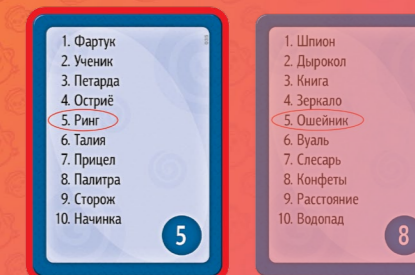 1. Фартук
2. Ученик
3. Петарда
4. Остриё
5. Ринг
6. Талия
7. Прицел
8. Палитра
9. Сторож
10. Начинка
5
1. Шпион
2. Дырокол
3. Книга
4. Зеркало
5. Ошейник
6. Вуаль
7. Слесарь
8. Конфеты
9. Расстояние
10. Водопад
8